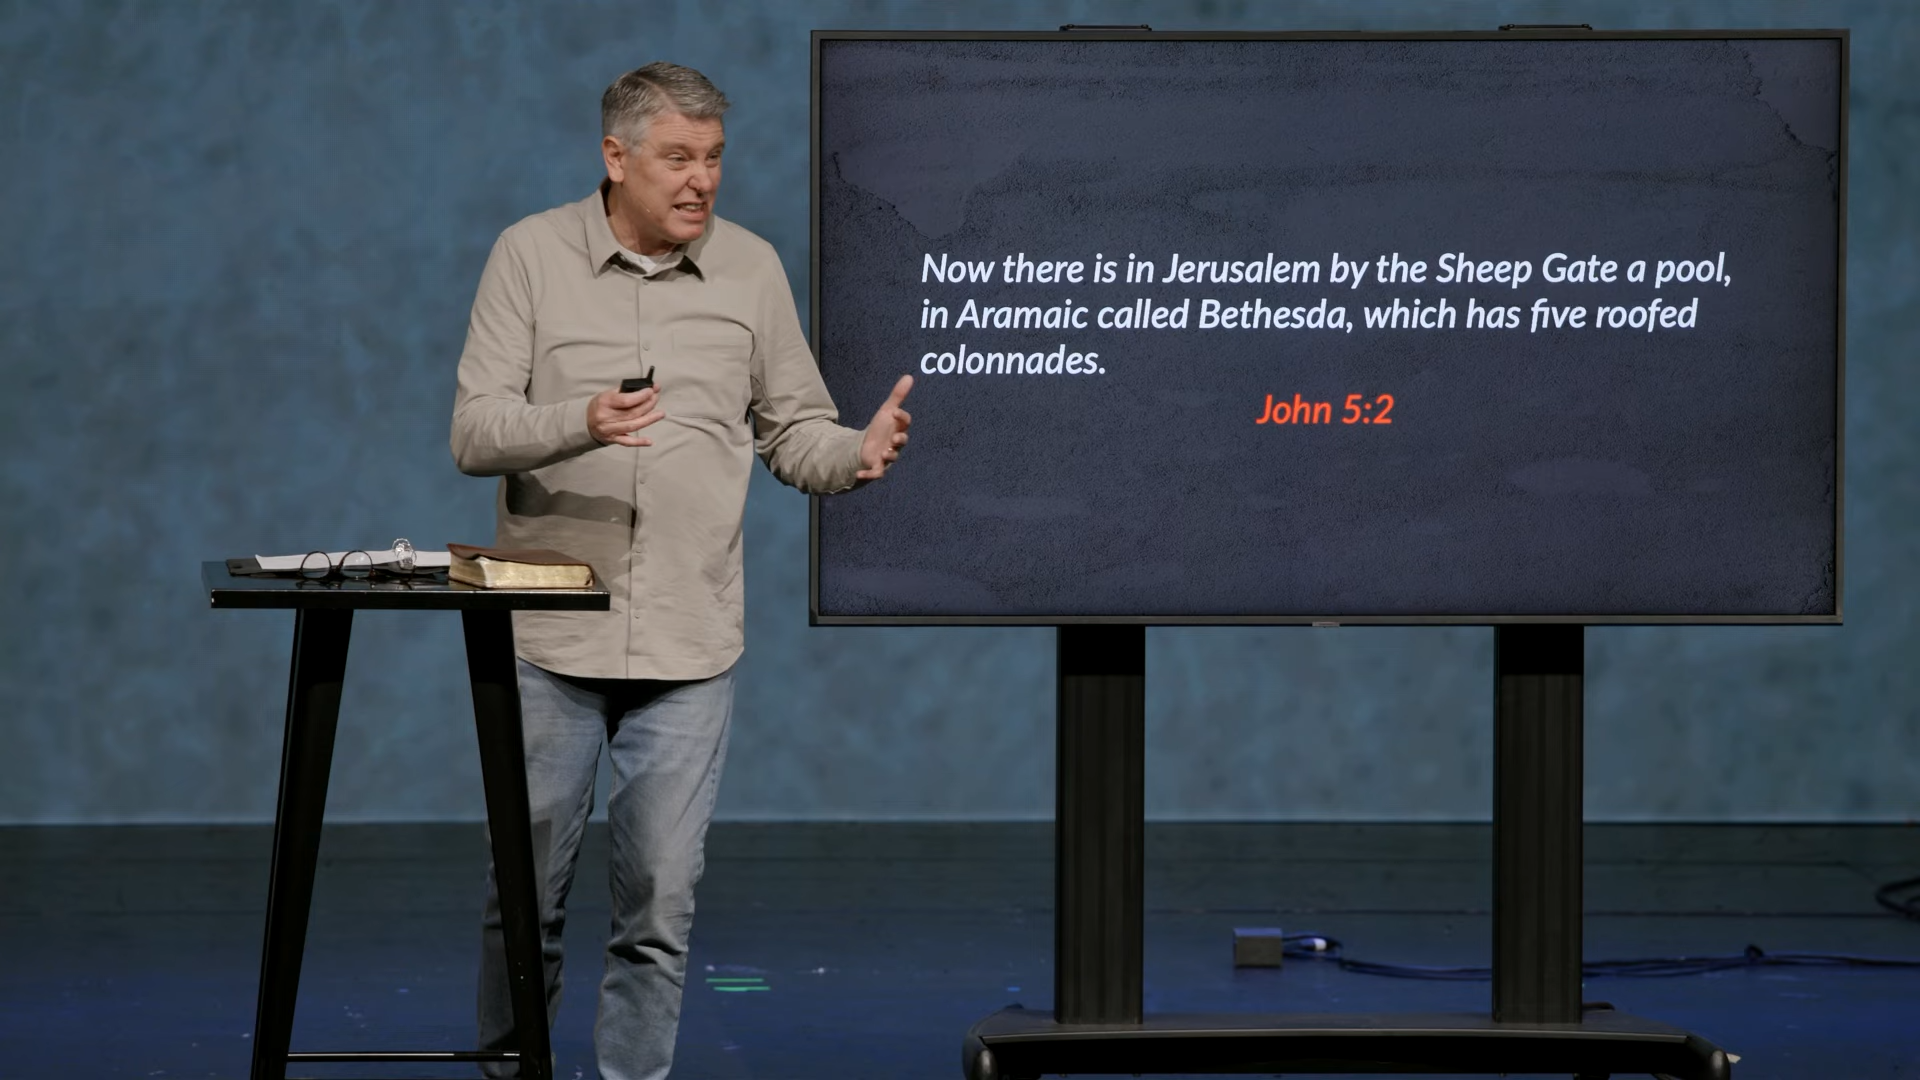 Now there is in Jerusalem by the Sheep Gate a pool,
in Aramaic called Bethesda, which has five roofed
colonnades.
John 5:2